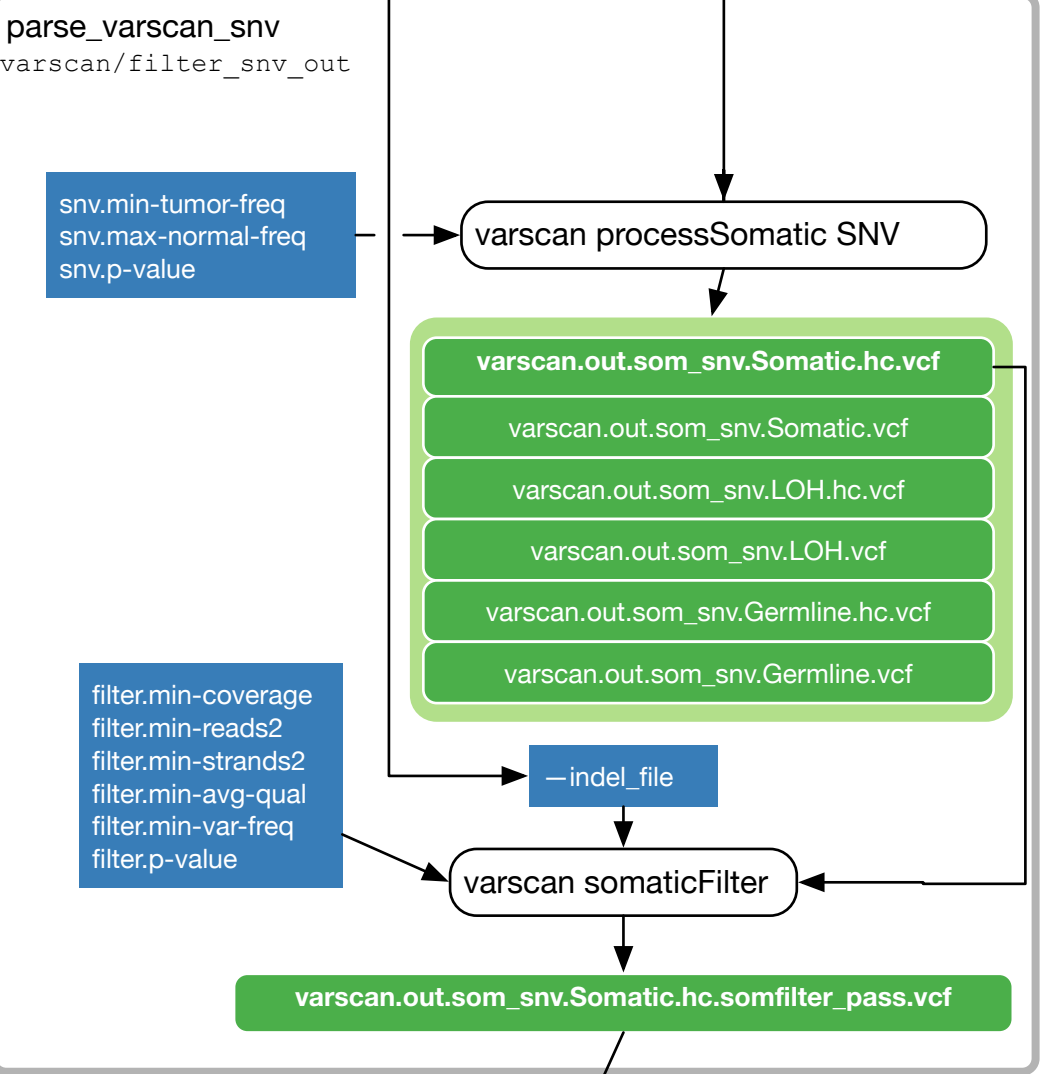 parse_varscan_snv
varscan/filter_snv_out
snv.min-tumor-freq
snv.max-normal-freq
snv.p-value
varscan processSomatic SNV
varscan.out.som_snv.Somatic.hc.vcf
varscan.out.som_snv.Somatic.vcf
varscan.out.som_snv.LOH.hc.vcf
varscan.out.som_snv.LOH.vcf
varscan.out.som_snv.Germline.hc.vcf
varscan.out.som_snv.Germline.vcf
filter.min-coverage
filter.min-reads2
filter.min-strands2
filter.min-avg-qual
filter.min-var-freq
filter.p-value
—indel_file
varscan somaticFilter
varscan.out.som_snv.Somatic.hc.somfilter_pass.vcf